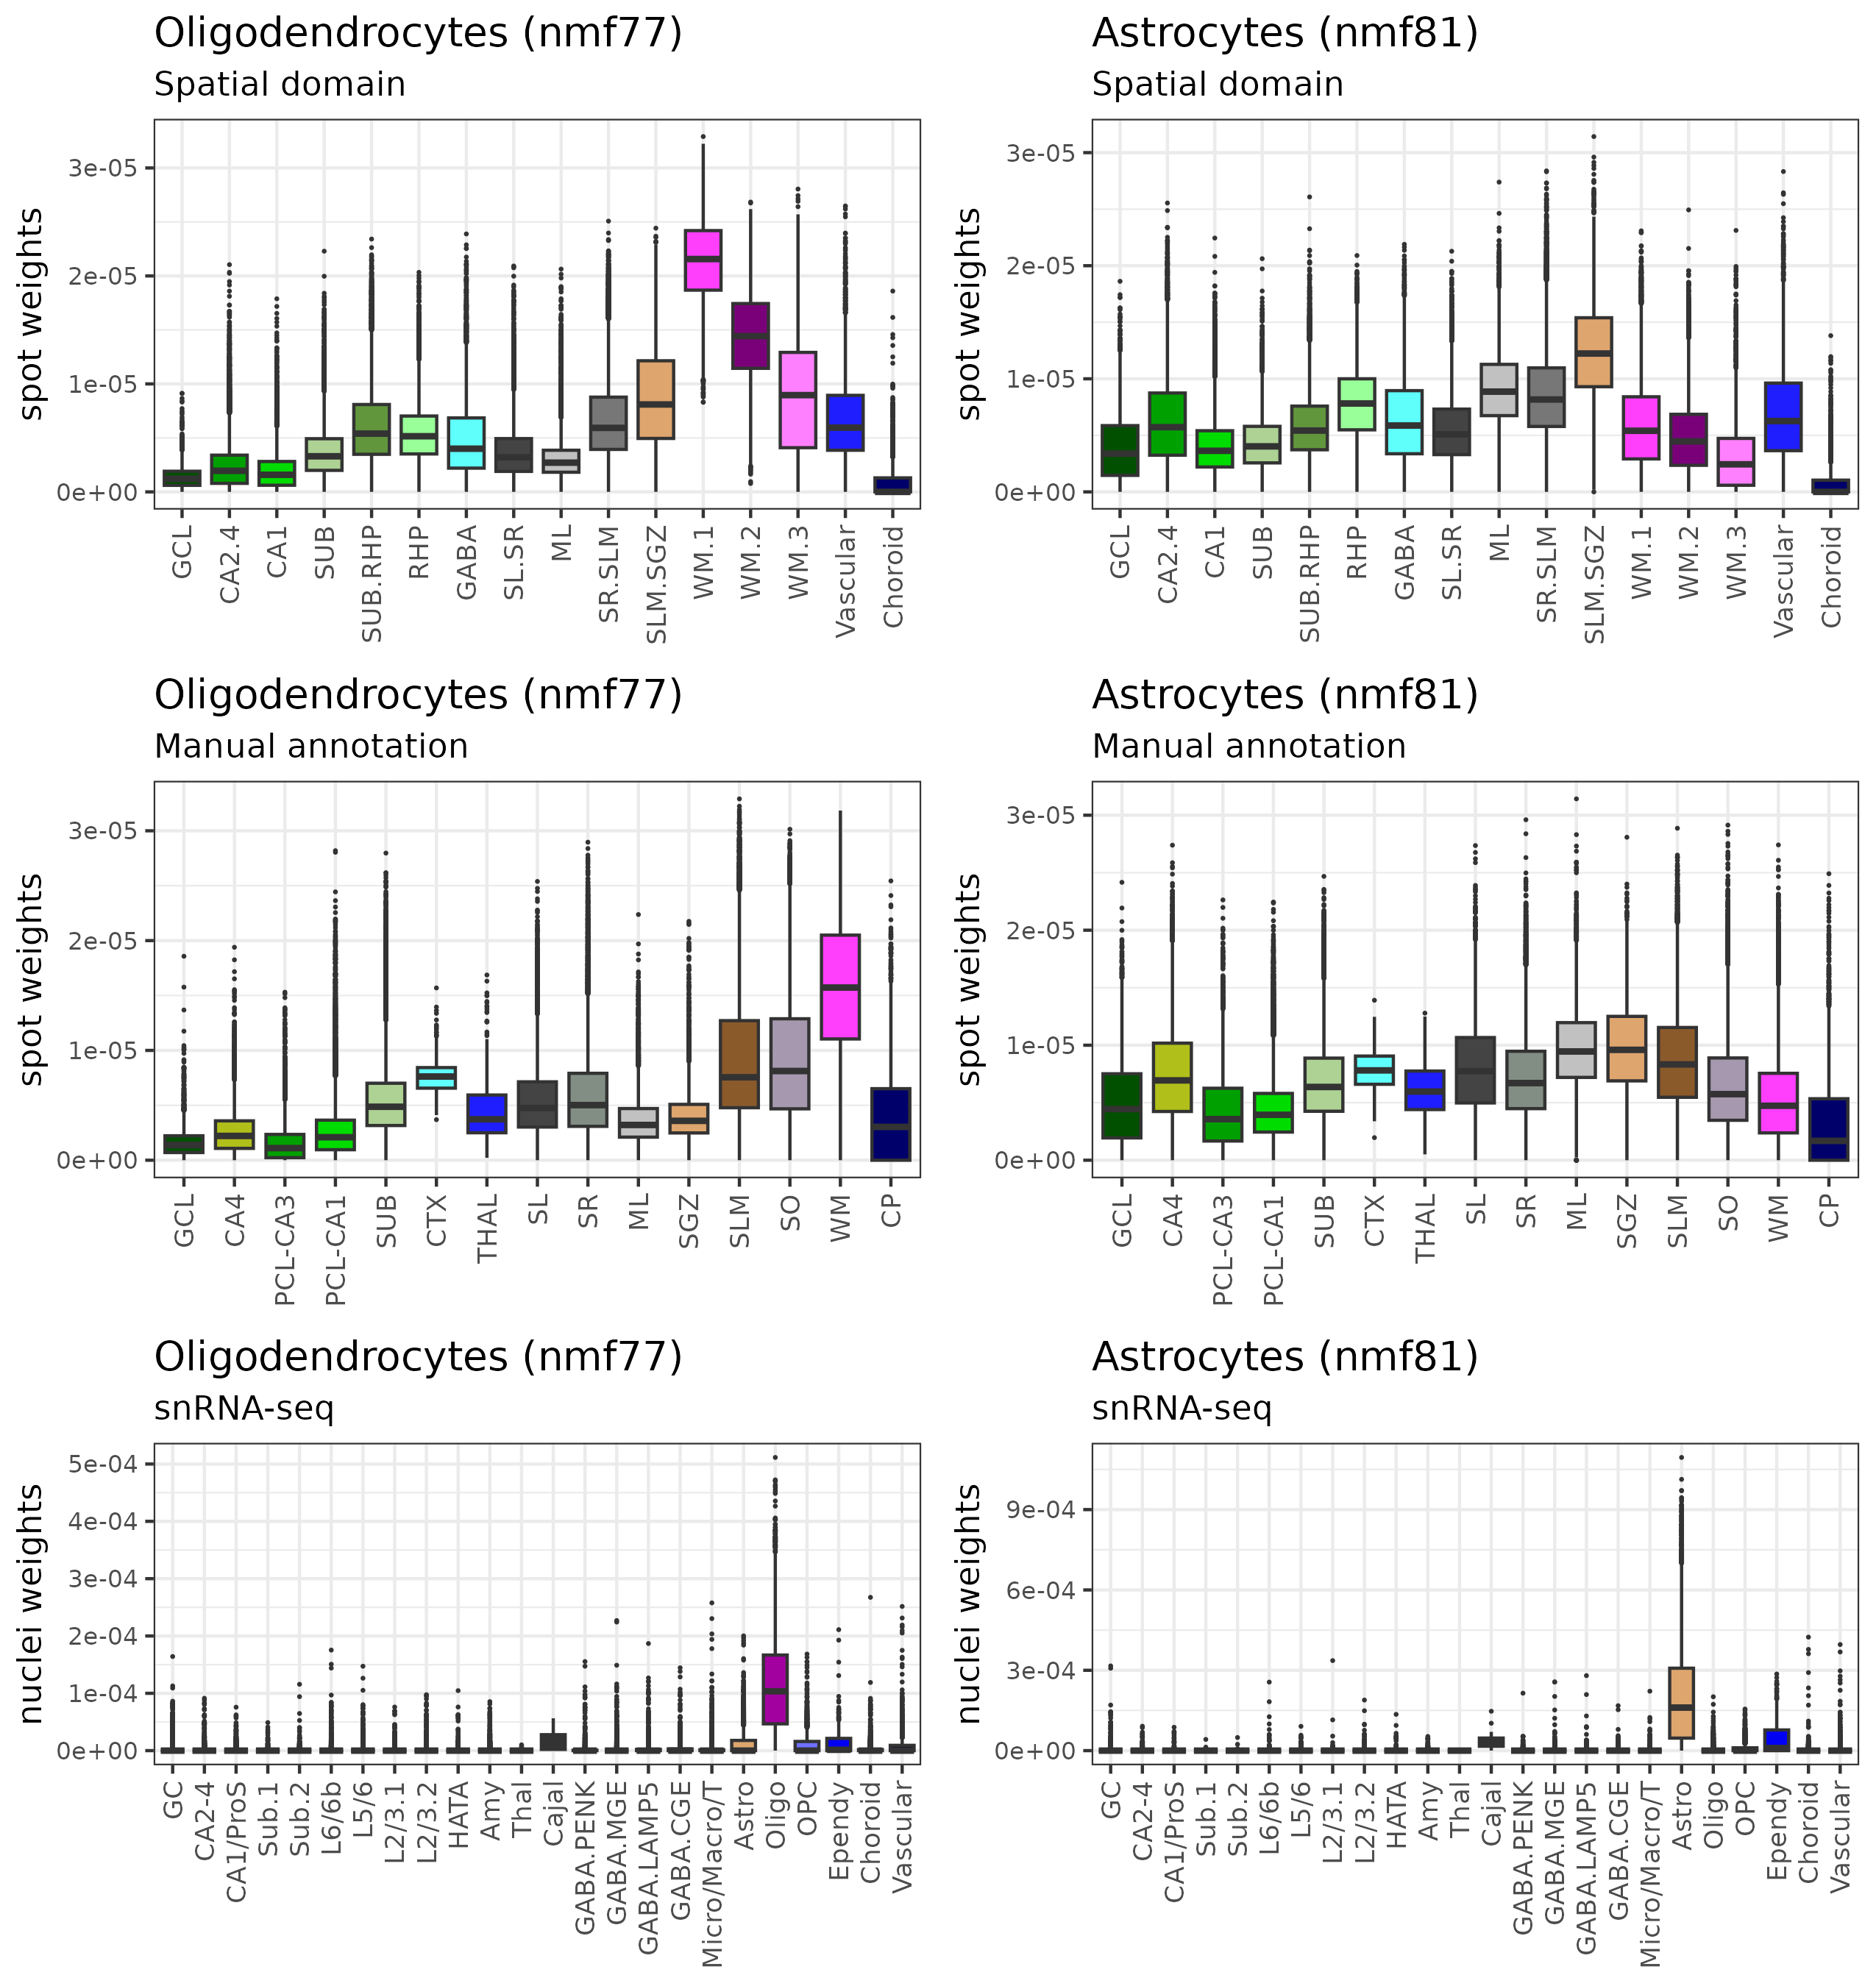 Oligodendrocytes (nmf77)
Spatial domain
spot weights
3e-05
2e-05
1e-05
0e+00
GCL
CA2.4
CA1
SUB
SUB.RHP
RHP
GABA
SL.SR
ML
SR.SLM
SLM.SGZ
WM.1
WM.2
WM.3
Vascular
Choroid
Astrocytes (nmf81)
Spatial domain
spot weights
3e-05
2e-05
1e-05
0e+00
GCL
CA2.4
CA1
SUB
SUB.RHP
RHP
GABA
SL.SR
ML
SR.SLM
SLM.SGZ
WM.1
WM.2
WM.3
Vascular
Choroid
Oligodendrocytes (nmf77)
Manual annotation
spot weights
3e-05
2e-05
1e-05
0e+00
GCL
CA4
PCL-CA3
PCL-CA1
SUB
CTX
THAL
SL
SR
ML
SGZ
SLM
SO
WM
CP
Astrocytes (nmf81)
Manual annotation
spot weights
3e-05
2e-05
1e-05
0e+00
GCL
CA4
PCL-CA3
PCL-CA1
SUB
CTX
THAL
SL
SR
ML
SGZ
SLM
SO
WM
CP
Oligodendrocytes (nmf77)
snRNA-seq
nuclei weights
5e-04
4e-04
3e-04
2e-04
1e-04
0e+00
GC
CA2-4
CA1/ProS
Sub.1
Sub.2
L6/6b
L5/6
L2/3.1
L2/3.2
HATA
Amy
Thal
Cajal
GABA.PENK
GABA.MGE
GABA.LAMP5
GABA.CGE
Micro/Macro/T
Astro
Oligo
OPC
Ependy
Choroid
Vascular
Astrocytes (nmf81)
snRNA-seq
nuclei weights
9e-04
6e-04
3e-04
0e+00
GC
CA2-4
CA1/ProS
Sub.1
Sub.2
L6/6b
L5/6
L2/3.1
L2/3.2
HATA
Amy
Thal
Cajal
GABA.PENK
GABA.MGE
GABA.LAMP5
GABA.CGE
Micro/Macro/T
Astro
Oligo
OPC
Ependy
Choroid
Vascular